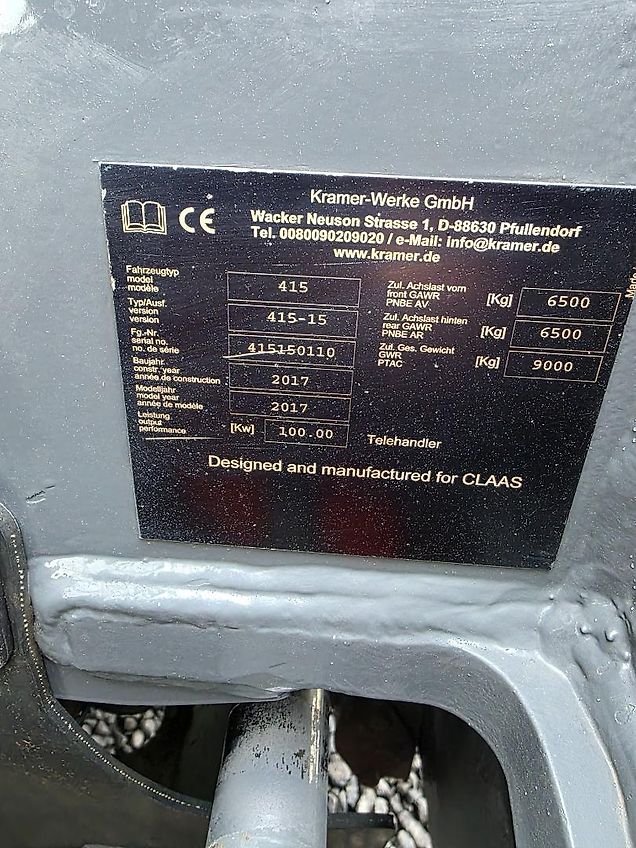 Kramer-Werke GmbH
Wacker Neuson Strasse 1, D-88630 Pfullendorf
Tel. 0080090209020 / e-Mail: info@kramer.de
www.kramer.de
CE
Fahrzeugtyp
model
modèle
415
Typ/Ausf.
version
version
415-15
Fg.-Nr.
serial no.
no. de série
415150110
Baujahr
constr. year
année de construction
2017
Modelljahr
model year
année de modèle
2017
Leistung
output
performance
[Kw] 100.00
Zul. Achslast vorn
front GAWR
PNBE AV
[Kg] 6500
Zul. Achslast hinten
rear GAWR
PNBE AR
[Kg] 6500
Zul. Ges. Gewicht
GWR
PTAC
[Kg] 9000
Telehandler
Designed and manufactured for CLAAS
Made